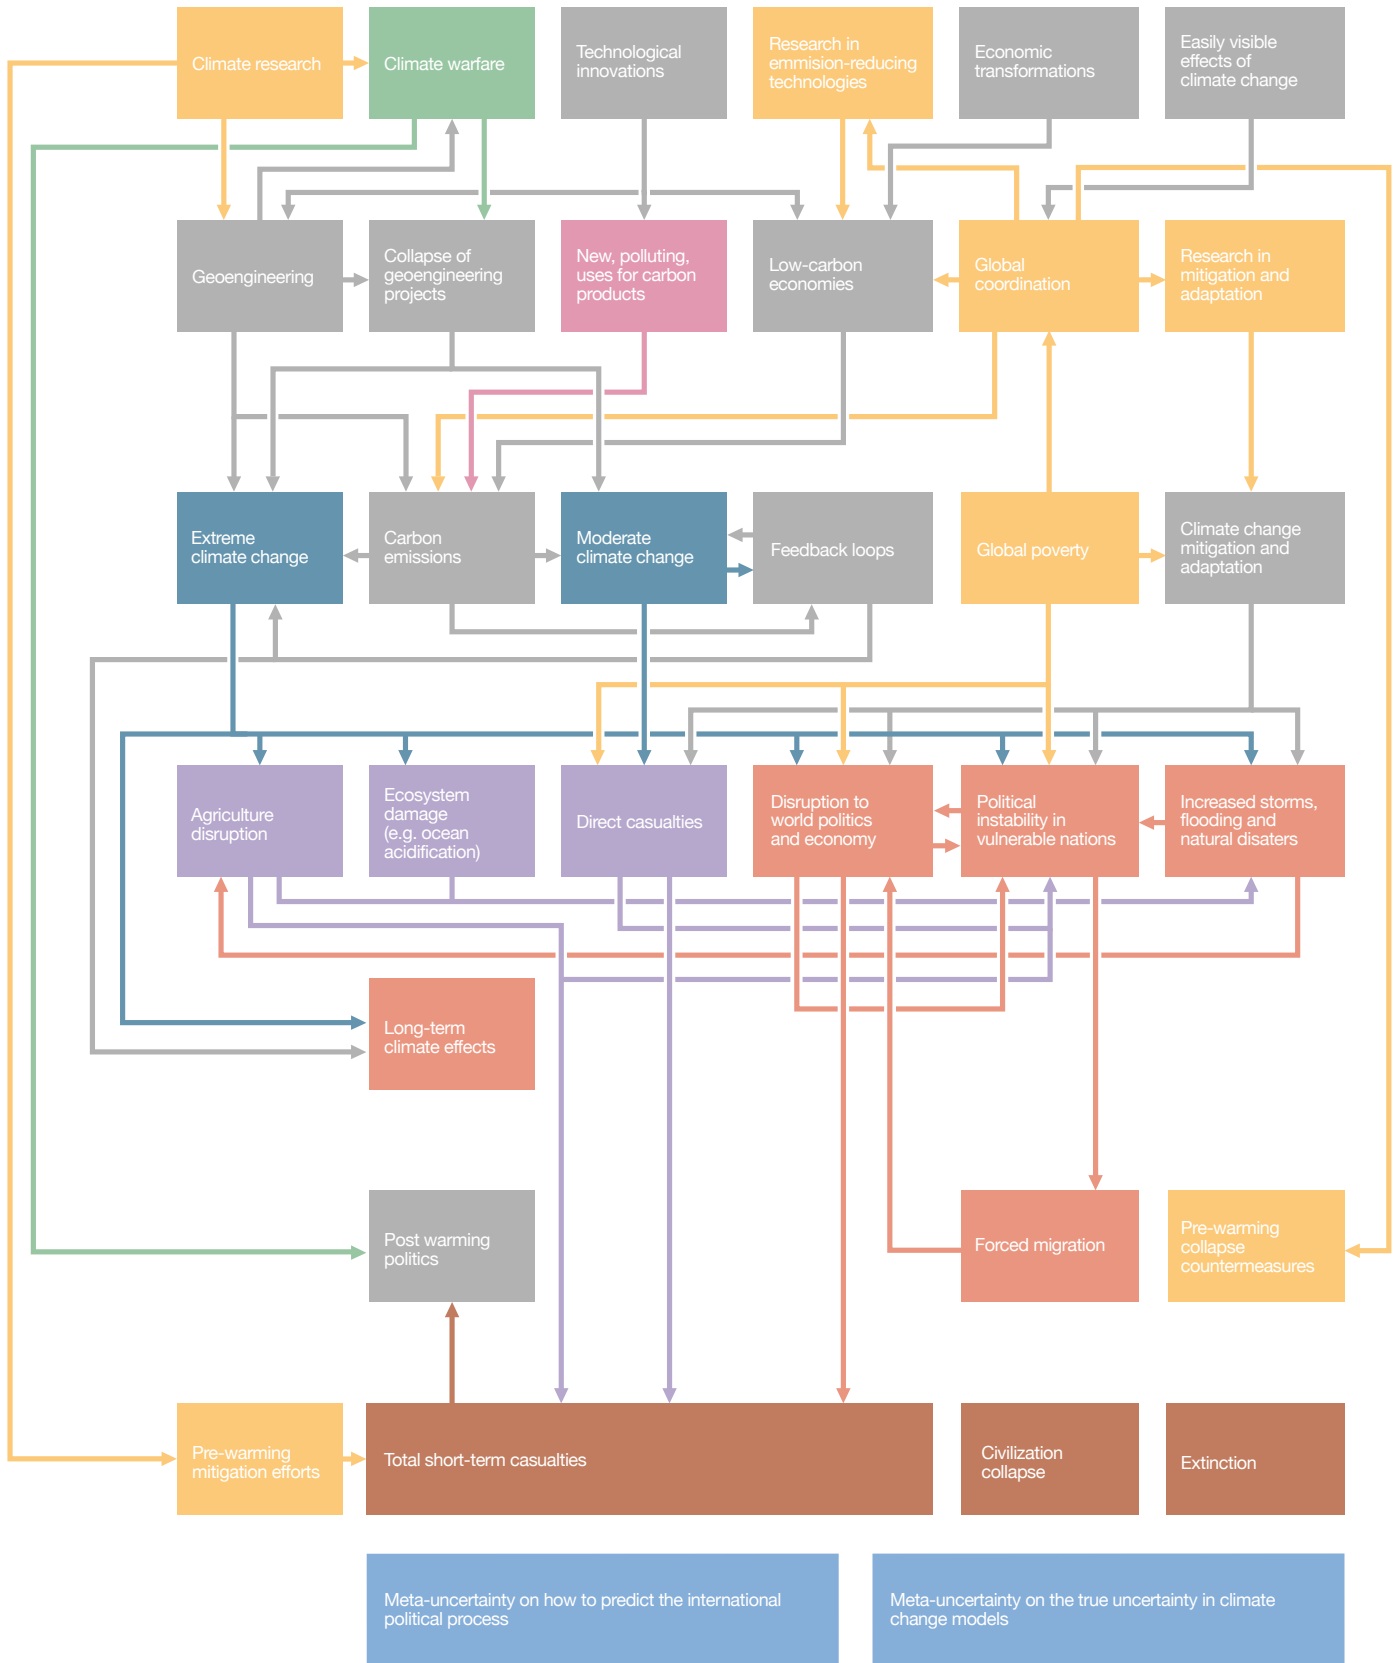 Climate research
Climate warfare
Technological
innovations
Research in
emmision-reducing
technologies
Economic
transformations
Easily visible
effects of
climate change
Geoengineering
Collapse of
geoengineering
projects
New, polluting,
uses for carbon
products
Low-carbon
economies
Global
coordination
Research in
mitigation and
adaptation
Extreme
climate change
Carbon
emissions
Moderate
climate change
Feedback loops
Global poverty
Climate change
mitigation and
adaptation
Agriculture
disruption
Ecosystem
damage
(e.g. ocean
acidification)
Direct casualties
Disruption to
world politics
and economy
Political
instability in
vulnerable nations
Increased storms,
flooding and
natural disaters
Long-term
climate effects
Post warming
politics
Forced migration
Pre-warming
collapse
countermeasures
Pre-warming
mitigation efforts
Total short-term casualties
Civilization
collapse
Extinction
Meta-uncertainty on how to predict the international
political process
Meta-uncertainty on the true uncertainty in climate
change models